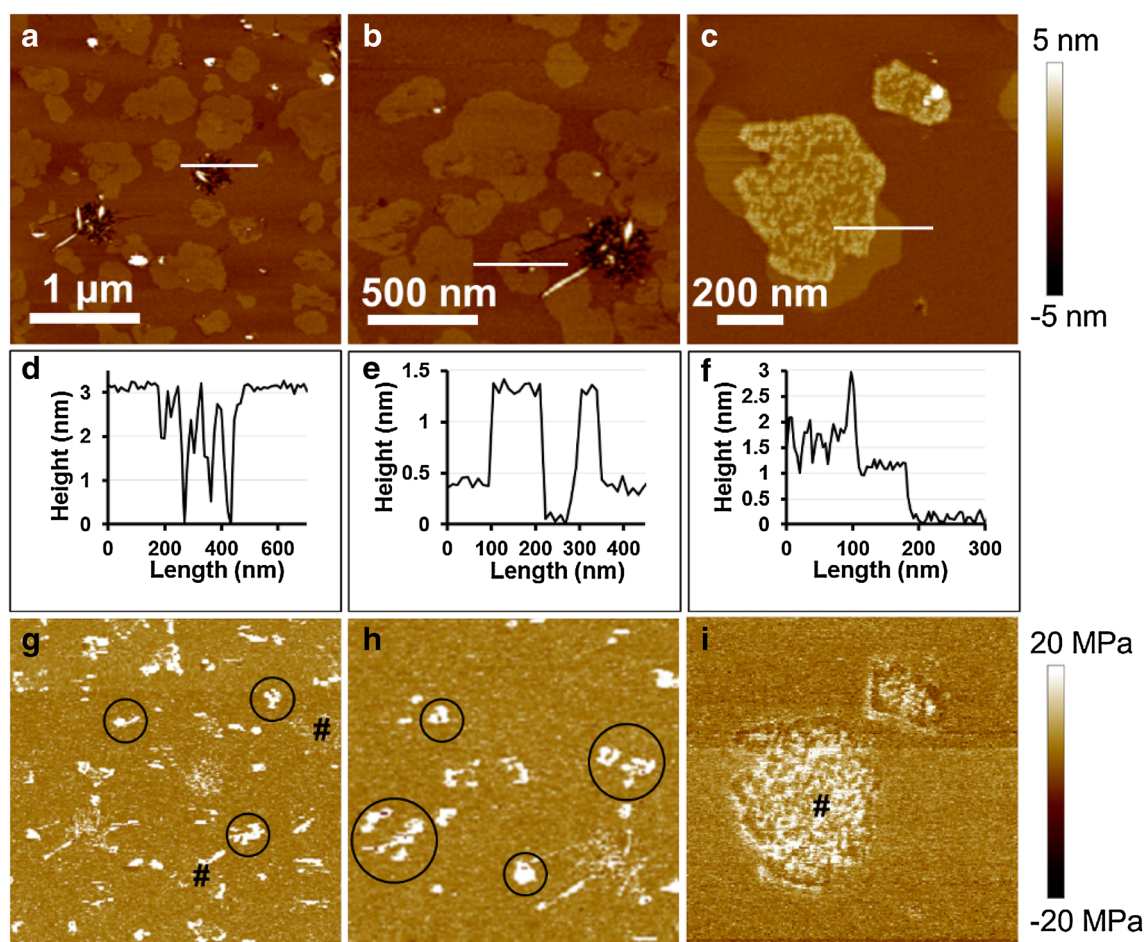 a
b
c
5 nm
1 µm
500 nm
200 nm
-5 nm
d
Height (nm)
3
2
1
0
0 200 400 600
Length (nm)
e
Height (nm)
1.5
1
0.5
0
0 100 200 300 400
Length (nm)
f
Height (nm)
3
2.5
2
1.5
1
0.5
0
0 100 200 300
Length (nm)
g
#
#
h
i
#
20 MPa
-20 MPa